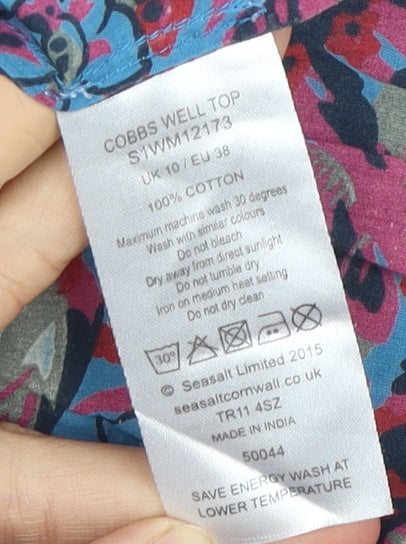 COBBS WELL TOP
S1WM12173
UK 10 / EU 38
100% COTTON
Maximum machine wash 30 degrees
Wash with similar colours
Do not bleach
Dry away from direct sunlight
Do not tumble dry
Iron on medium heat setting
Do not dry clean
30°
© Seasalt Limited 2015
seasaltcornwall.co.uk
TR11 4SZ
MADE IN INDIA
50044
SAVE ENERGY WASH AT
LOWER TEMPERATURE